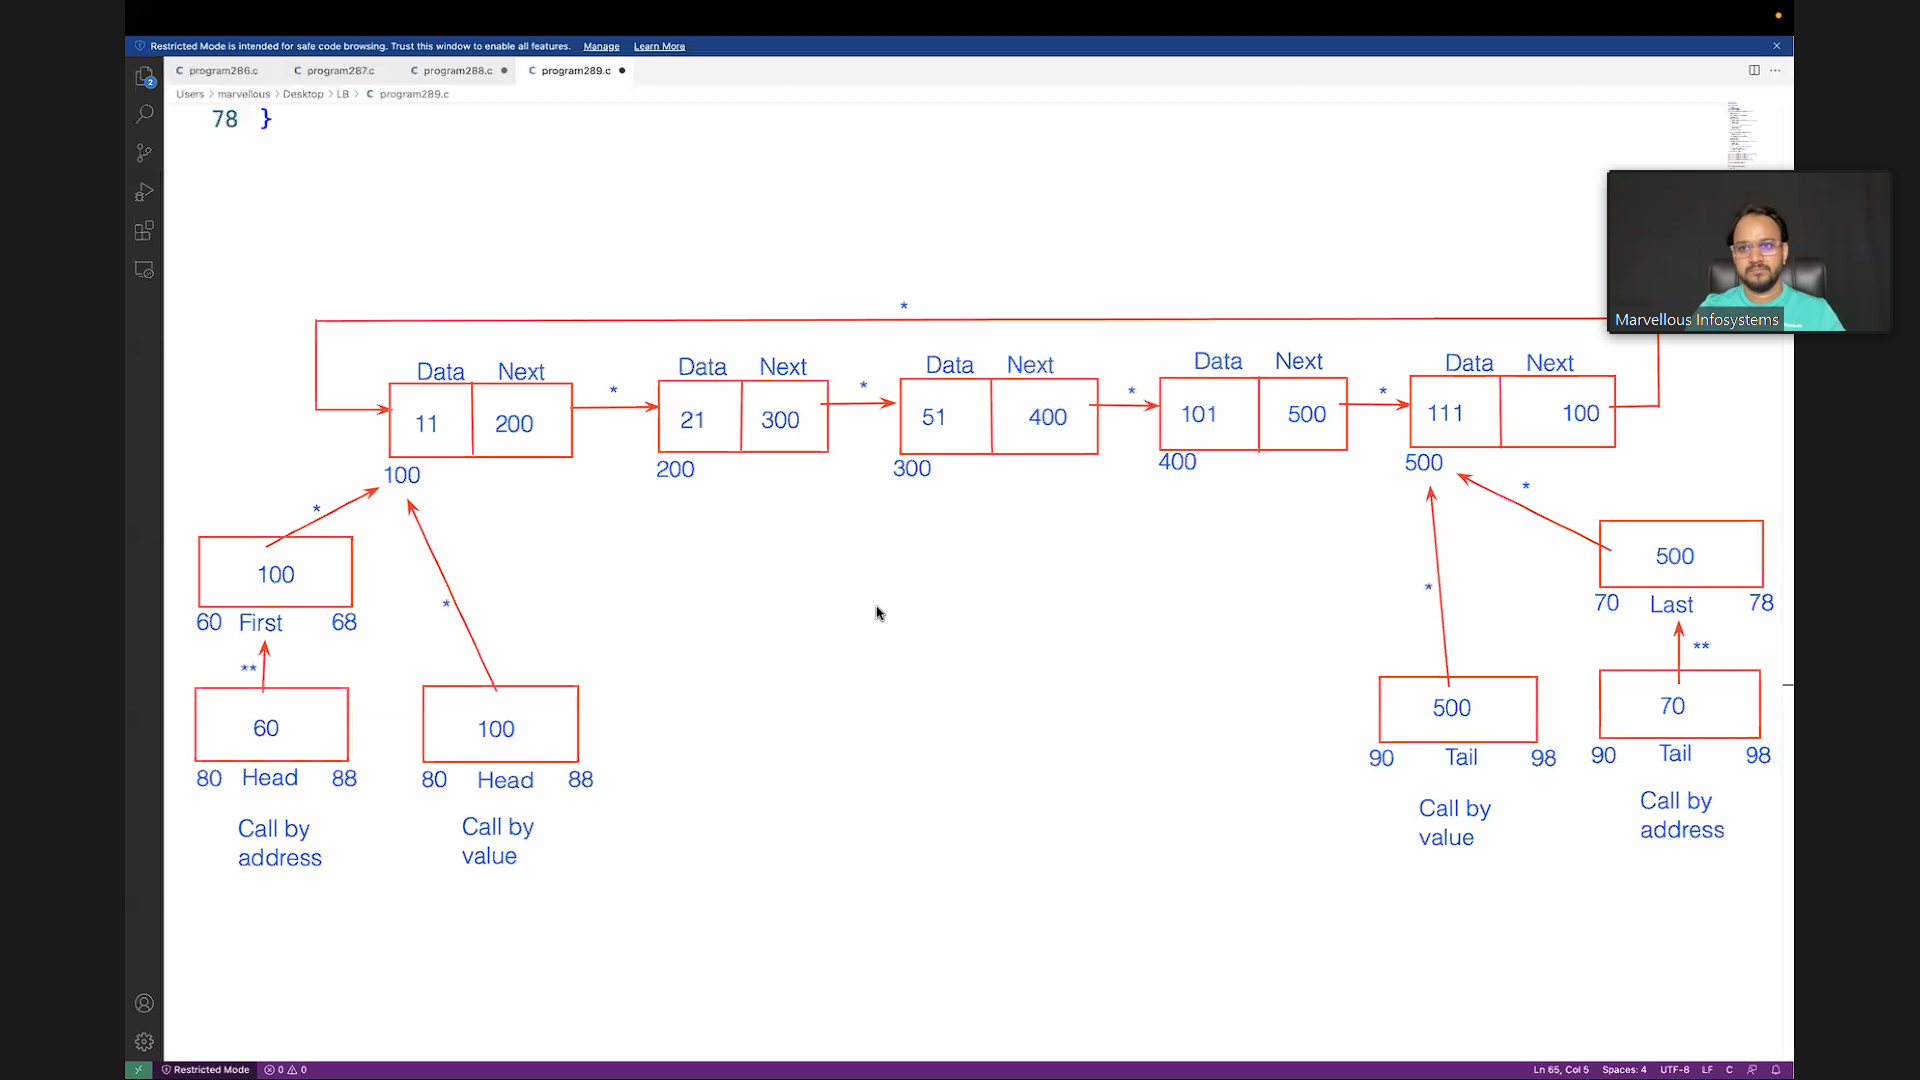 Restricted Mode is intended for safe code browsing. Trust this window to enable all features. Manage Learn More
2
C program286.c C program287.c C program288.c C program289.c
Users > marvellous > Desktop > LB > C program289.c
78 }
Marvellous Infosystems
*
Data Next * Data Next * Data Next * Data Next * Data Next
11 200 21 300 51 400 101 500 111 100
100 200 300 400 500
* *
100 500
60 First 68 * * 70 Last 78
** **
60 100 500 70
80 Head 88 80 Head 88 90 Tail 98 90 Tail 98
Call by address
Call by value
Call by value
Call by address
Restricted Mode 0 0 Ln 65, Col 5 Spaces: 4 UTF-8 LF C